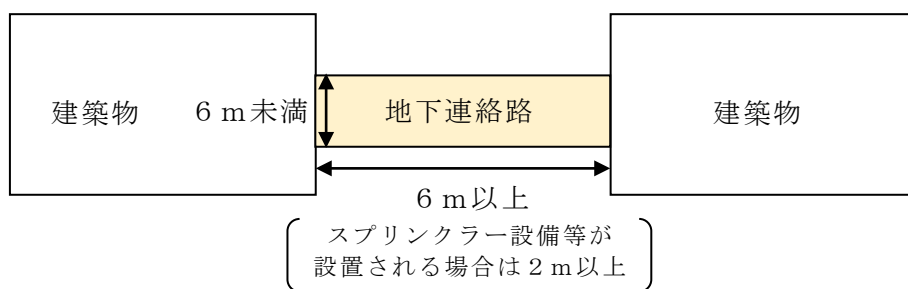 建築物
6m未満
地下連絡路
建築物
6m以上
スプリンクラー設備等が
設置される場合は2m以上